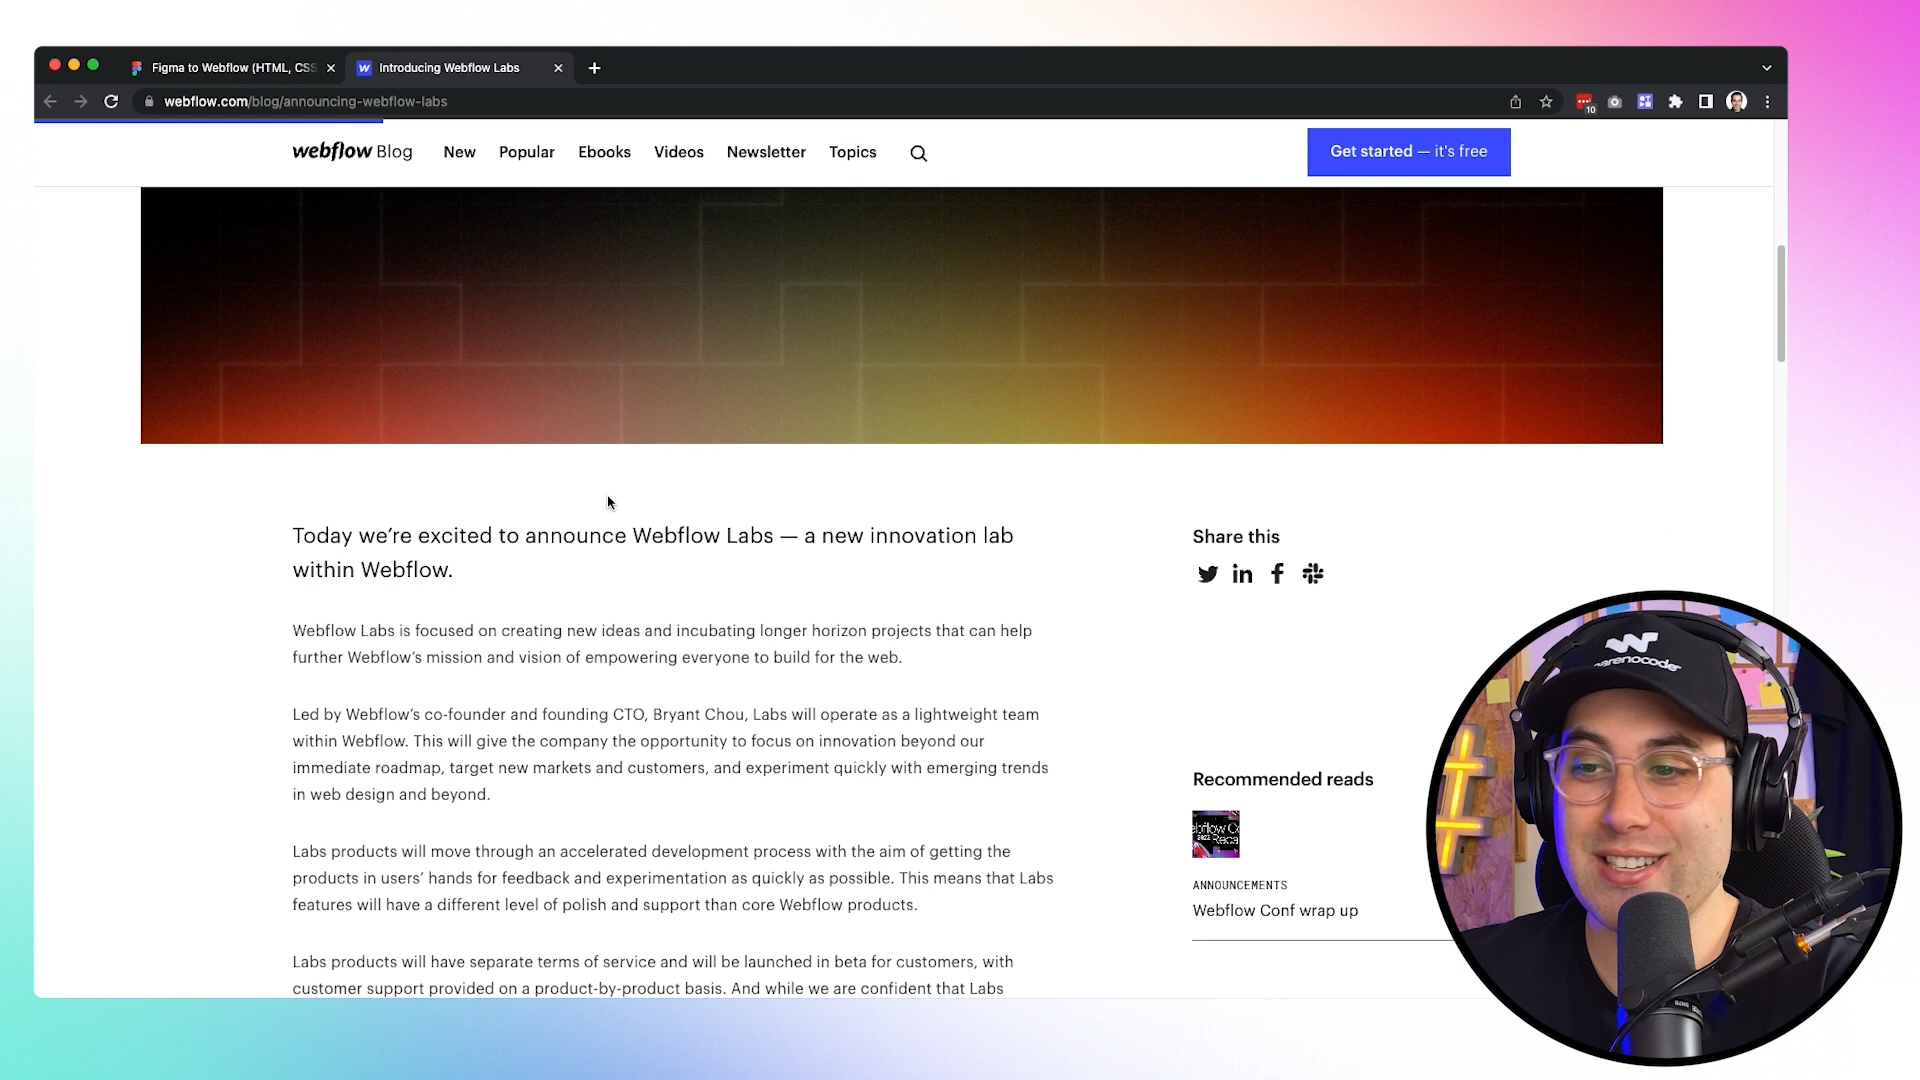 Figma to Webflow (HTML, CSS
Introducing Webflow Labs
webflow.com/blog/announcing-webflow-labs
10
webflow Blog
New
Popular
Ebooks
Videos
Newsletter
Topics
Get started — it's free
Today we’re excited to announce Webflow Labs — a new innovation lab
within Webflow.
Webflow Labs is focused on creating new ideas and incubating longer horizon projects that can help
further Webflow’s mission and vision of empowering everyone to build for the web.
Led by Webflow’s co-founder and founding CTO, Bryant Chou, Labs will operate as a lightweight team
within Webflow. This will give the company the opportunity to focus on innovation beyond our
immediate roadmap, target new markets and customers, and experiment quickly with emerging trends
in web design and beyond.
Labs products will move through an accelerated development process with the aim of getting the
products in users’ hands for feedback and experimentation as quickly as possible. This means that Labs
features will have a different level of polish and support than core Webflow products.
Labs products will have separate terms of service and will be launched in beta for customers, with
customer support provided on a product-by-product basis. And while we are confident that Labs
Share this
Recommended reads
ANNOUNCEMENTS
Webflow Conf wrap up
arenocode